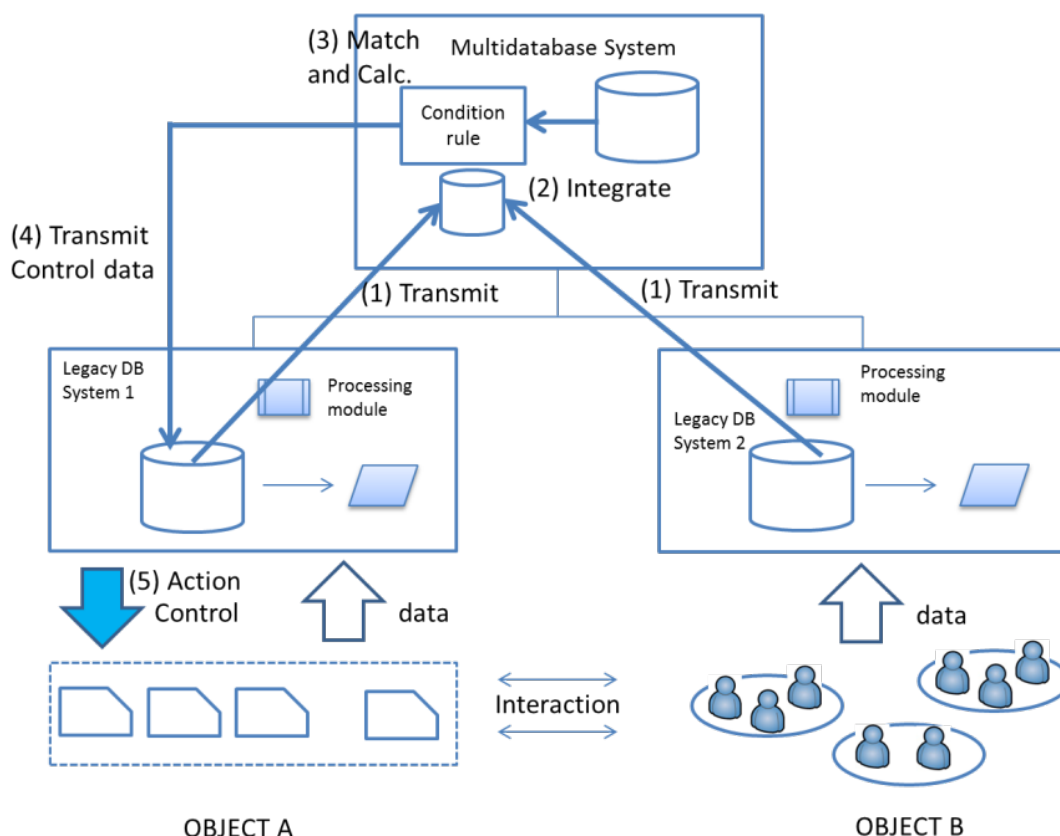 (3) Match
and Calc.
Multidatabase System
Condition
rule
(2) Integrate
(4) Transmit
Control data
(1) Transmit
(1) Transmit
Legacy DB
System 1
Processing
module
Processing
module
Legacy DB
System 2
(5) Action
Control
data
data
Interaction
OBJECT A
OBJECT B